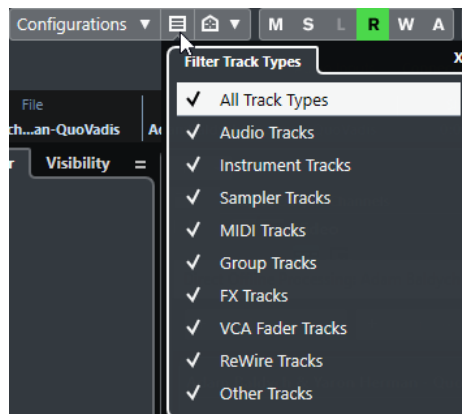 Configurations
M S L R W A
Filter Track Types
X
File
ch...an-QuoVadis
Visibility
All Track Types
Audio Tracks
Instrument Tracks
Sampler Tracks
MIDI Tracks
Group Tracks
FX Tracks
VCA Fader Tracks
ReWire Tracks
Other Tracks